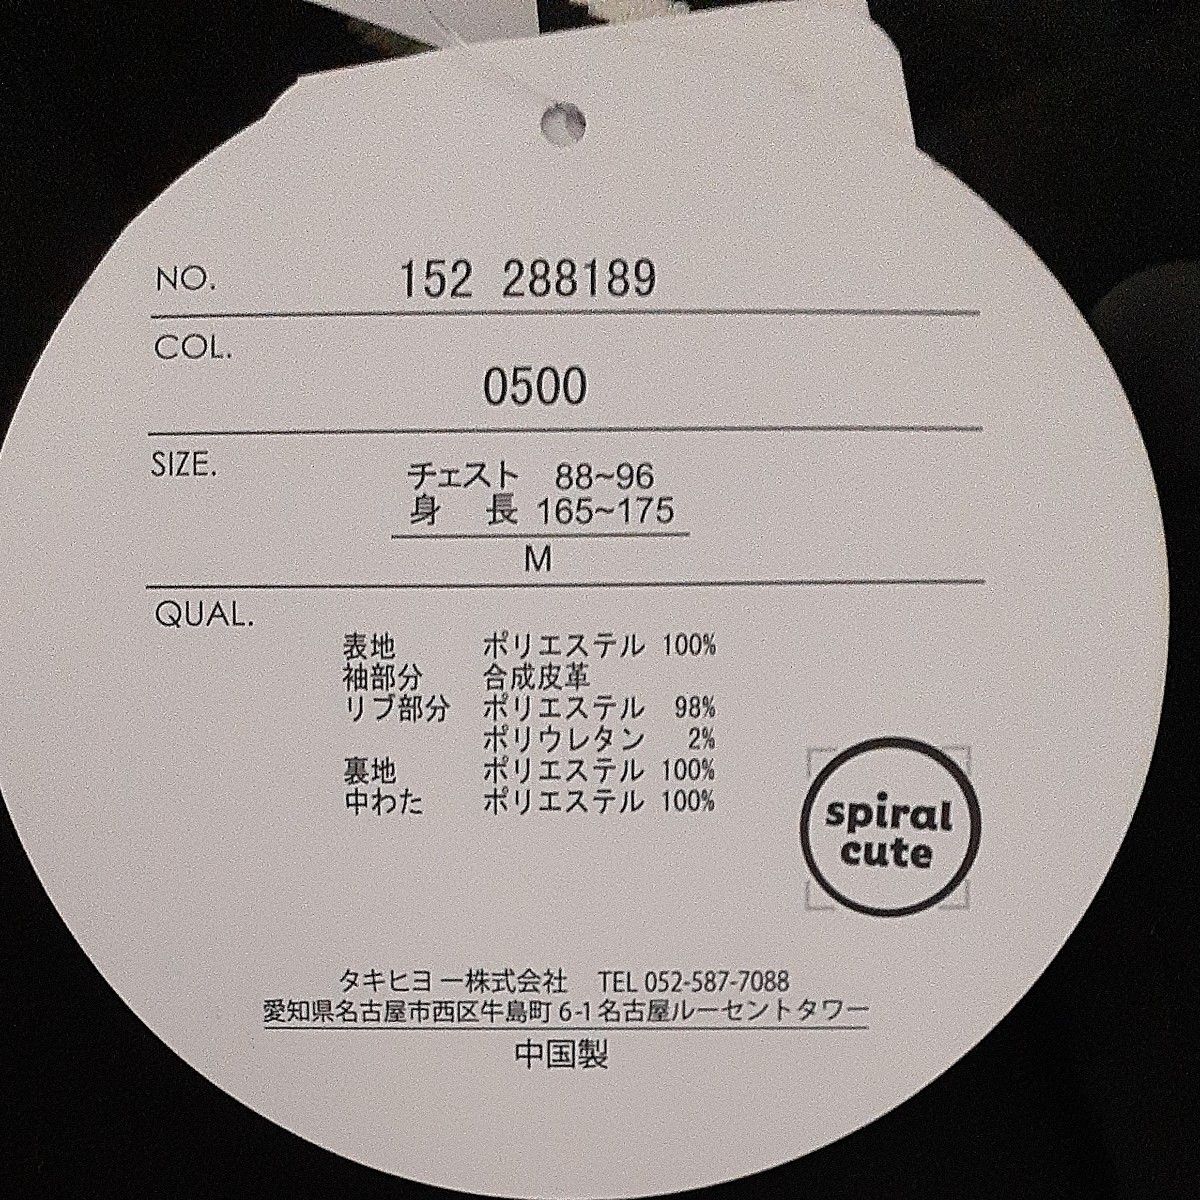 NO. 152 288189
COL.
0500
SIZE.
チェスト 88~96
身 長 165~175
M
QUAL.
表地 ポリエステル 100%
袖部分 合成皮革
リブ部分 ポリエステル 98%
ポリウレタン 2%
裏地 ポリエステル 100%
中わた ポリエステル 100%
spiral
cute
タキヒヨー株式会社 TEL 052-587-7088
愛知県名古屋市西区牛島町 6-1 名古屋ルーセントタワー
中国製